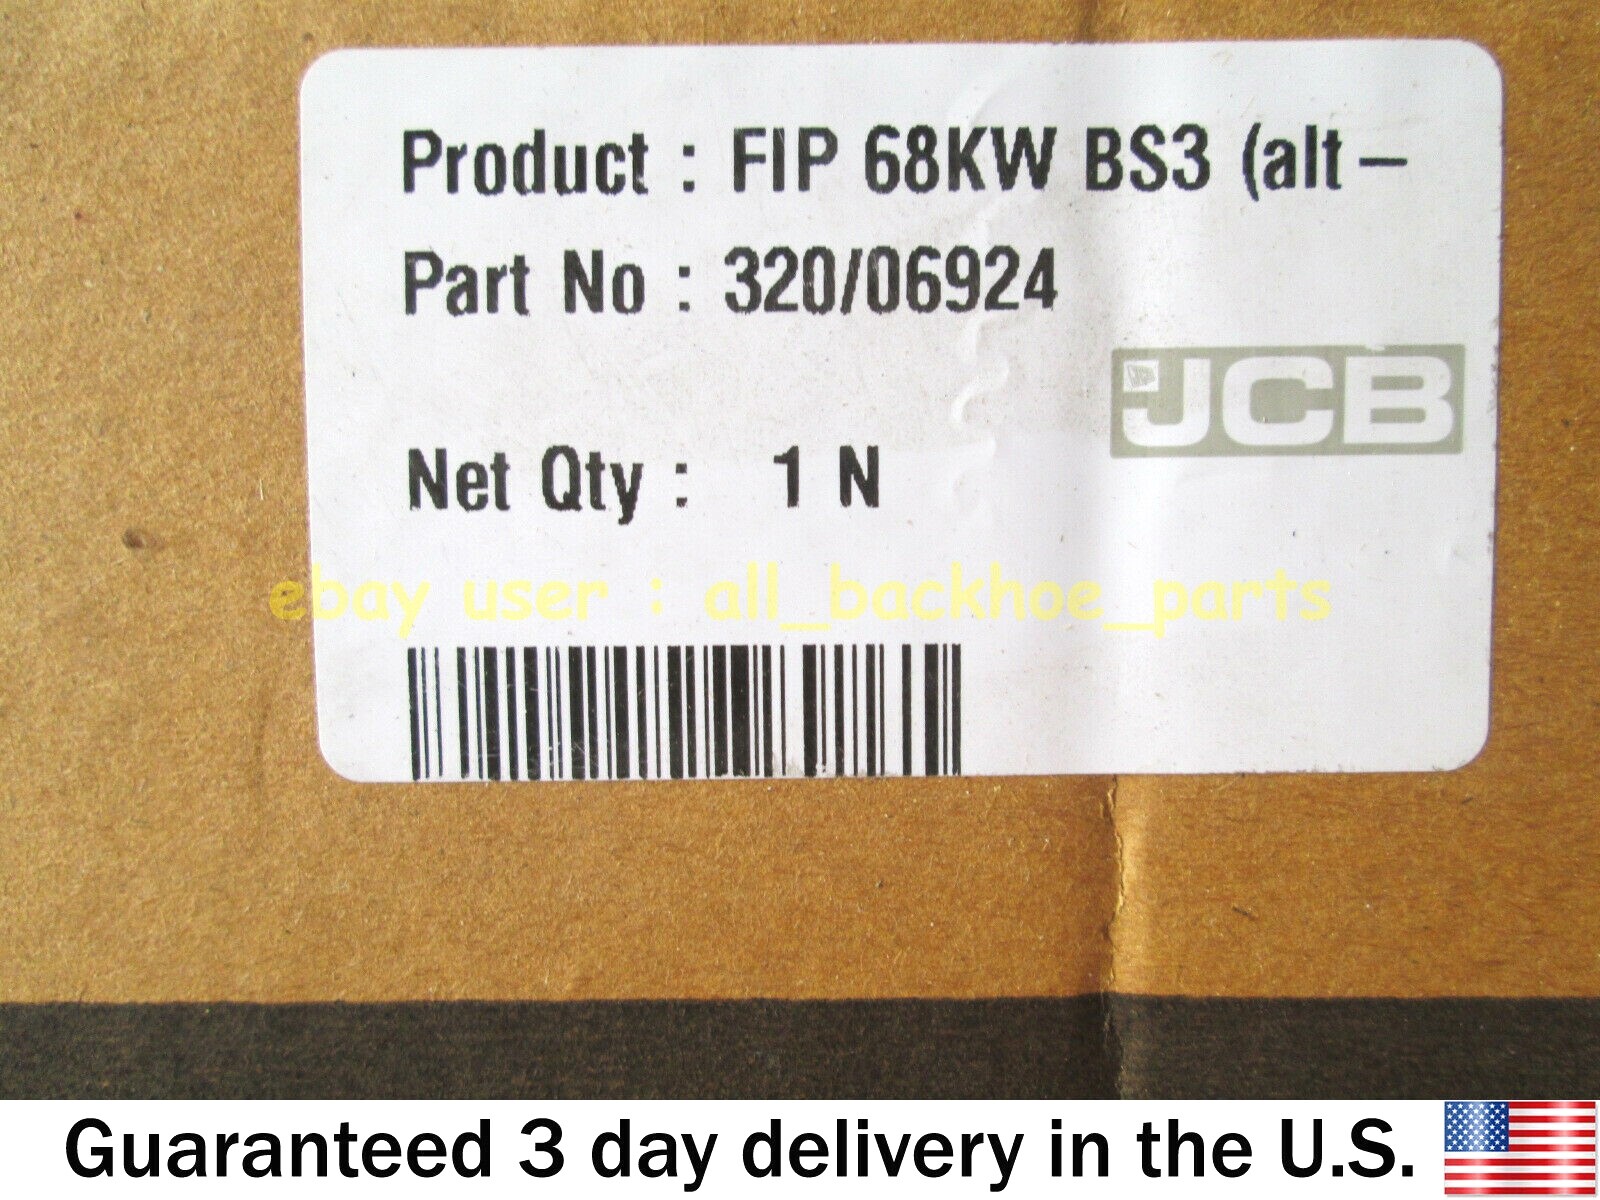 Product : FIP 68KW BS3 (alt –
Part No : 320/06924
JCB
Net Qty : 1 N
ebay user : all_backhoe_parts
Guaranteed 3 day delivery in the U.S.